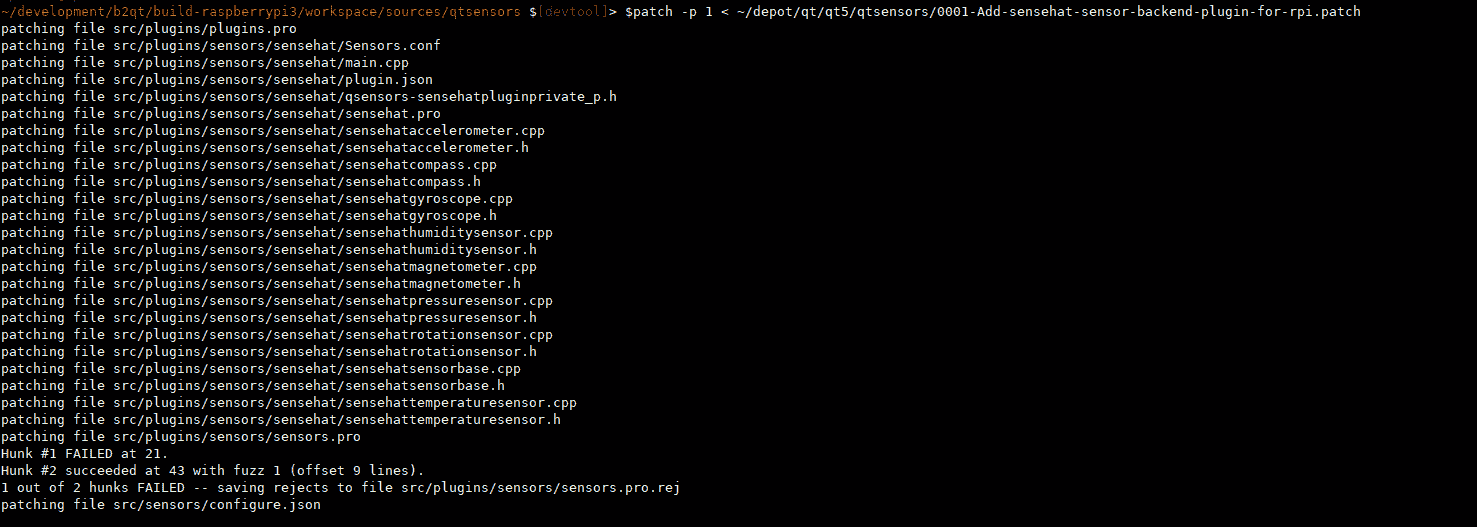 ~/development/b2qt/build-raspberrypi3/workspace/sources/qtsensors $[devtool]> $patch -p 1 < ~/depot/qt/qt5/qtsensors/0001-Add-sensehat-sensor-backend-plugin-for-rpi.patch
patching file src/plugins/plugins.pro
patching file src/plugins/sensors/sensehat/Sensors.conf
patching file src/plugins/sensors/sensehat/main.cpp
patching file src/plugins/sensors/sensehat/plugin.json
patching file src/plugins/sensors/sensehat/qsensors-sensehatpluginprivate_p.h
patching file src/plugins/sensors/sensehat/sensehat.pro
patching file src/plugins/sensors/sensehat/sensehataccelerometer.cpp
patching file src/plugins/sensors/sensehat/sensehataccelerometer.h
patching file src/plugins/sensors/sensehat/sensehatcompass.cpp
patching file src/plugins/sensors/sensehat/sensehatcompass.h
patching file src/plugins/sensors/sensehat/sensehatgyroscope.cpp
patching file src/plugins/sensors/sensehat/sensehatgyroscope.h
patching file src/plugins/sensors/sensehat/sensehathumiditysensor.cpp
patching file src/plugins/sensors/sensehat/sensehathumiditysensor.h
patching file src/plugins/sensors/sensehat/sensehatmagnetometer.cpp
patching file src/plugins/sensors/sensehat/sensehatmagnetometer.h
patching file src/plugins/sensors/sensehat/sensehatpressuresensor.cpp
patching file src/plugins/sensors/sensehat/sensehatpressuresensor.h
patching file src/plugins/sensors/sensehat/sensehatrotationsensor.cpp
patching file src/plugins/sensors/sensehat/sensehatrotationsensor.h
patching file src/plugins/sensors/sensehat/sensehatsensorbase.cpp
patching file src/plugins/sensors/sensehat/sensehatsensorbase.h
patching file src/plugins/sensors/sensehat/sensehattemperaturesensor.cpp
patching file src/plugins/sensors/sensehat/sensehattemperaturesensor.h
patching file src/plugins/sensors/sensors.pro
Hunk #1 FAILED at 21.
Hunk #2 succeeded at 43 with fuzz 1 (offset 9 lines).
1 out of 2 hunks FAILED -- saving rejects to file src/plugins/sensors/sensors.pro.rej
patching file src/sensors/configure.json